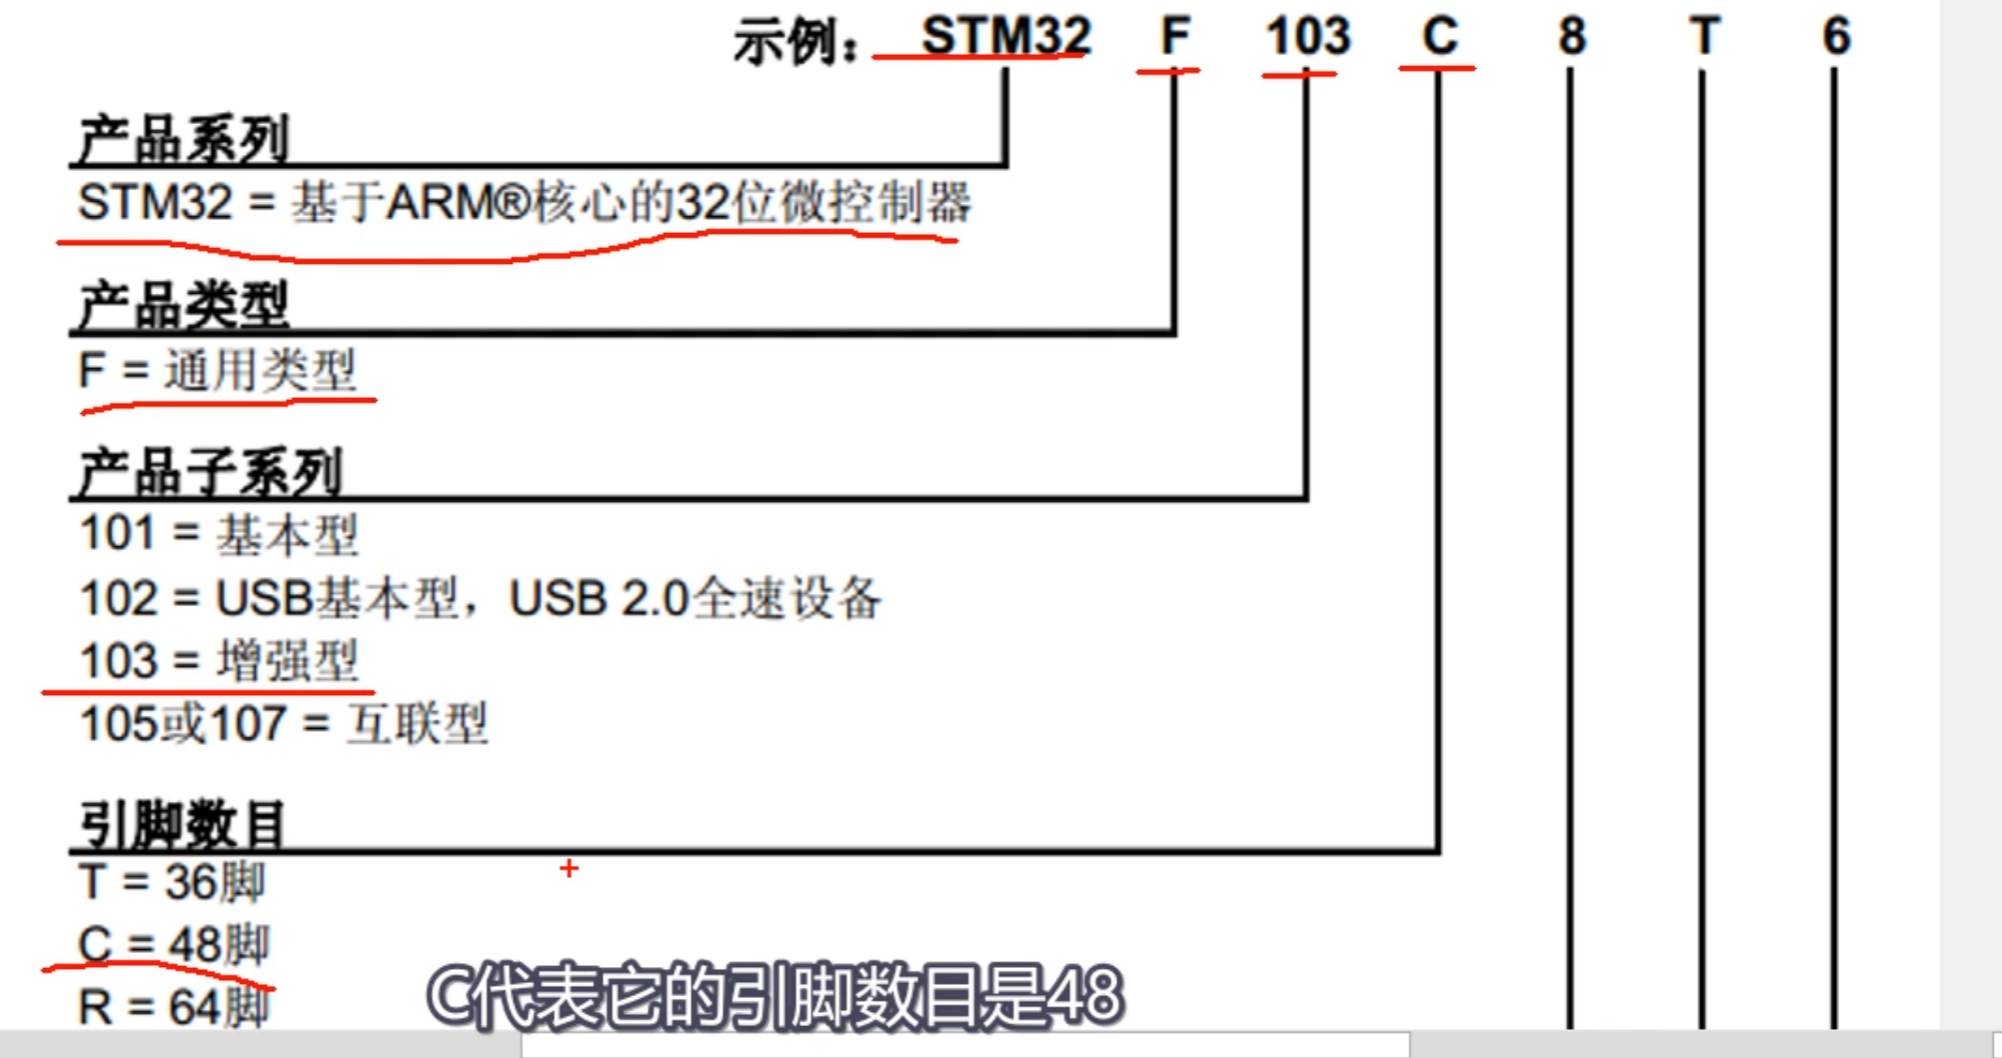 示例: STM32 F 103 C 8 T 6
产品系列
STM32 = 基于ARM®核心的32位微控制器
产品类型
F = 通用类型
产品子系列
101 = 基本型
102 = USB基本型，USB 2.0全速设备
103 = 增强型
105或107 = 互联型
引脚数目
T = 36脚
C = 48脚
R = 64脚
C代表它的引脚数目是48